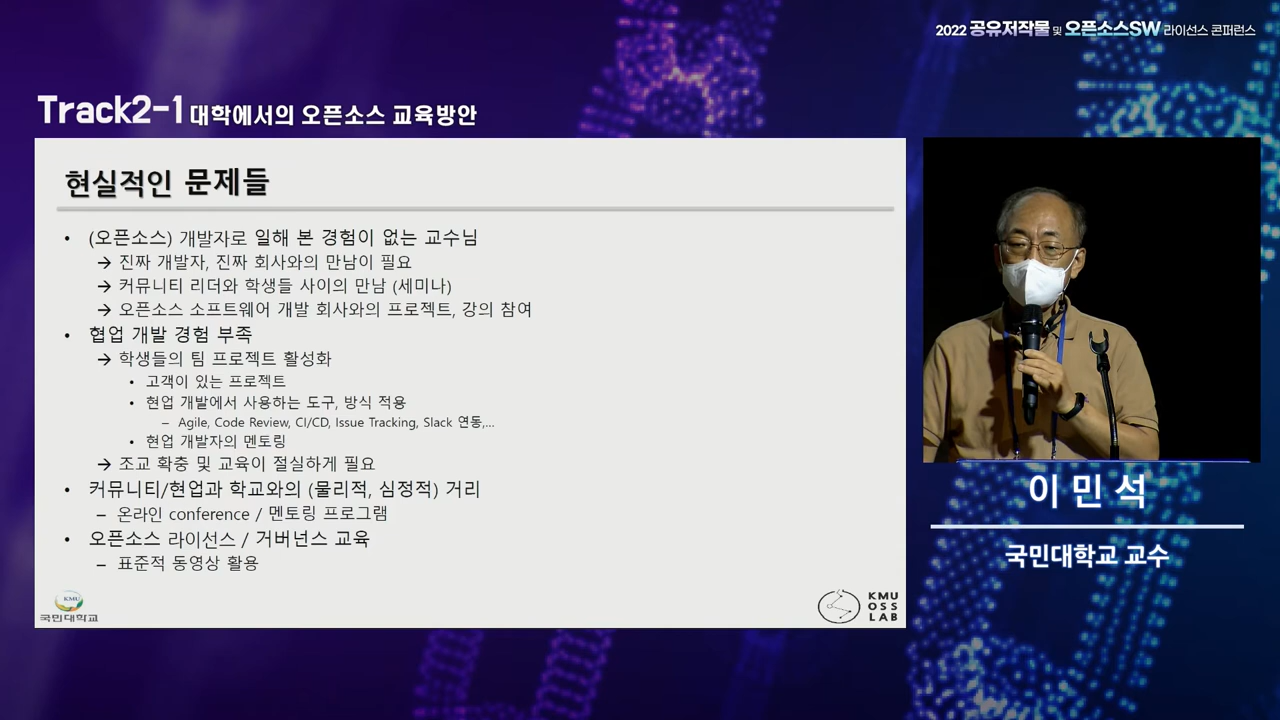 2022 공유저작물 및 오픈소스SW 라이선스 콘퍼런스
Track2-1 대학에서의 오픈소스 교육방안
현실적인 문제들
• (오픈소스) 개발자로 일해 본 경험이 없는 교수님
→ 진짜 개발자, 진짜 회사와의 만남이 필요
→ 커뮤니티 리더와 학생들 사이의 만남 (세미나)
→ 오픈소스 소프트웨어 개발 회사와의 프로젝트, 강의 참여
• 협업 개발 경험 부족
→ 학생들의 팀 프로젝트 활성화
• 고객이 있는 프로젝트
• 현업 개발에서 사용하는 도구, 방식 적용
– Agile, Code Review, CI/CD, Issue Tracking, Slack 연동,...
• 현업 개발자의 멘토링
→ 조교 확충 및 교육이 절실하게 필요
• 커뮤니티/현업과 학교와의 (물리적, 심정적) 거리
– 온라인 conference / 멘토링 프로그램
• 오픈소스 라이선스 / 거버넌스 교육
– 표준적 동영상 활용
KMU
국민대학교
KMU
OSS
LAB
이민석
국민대학교 교수